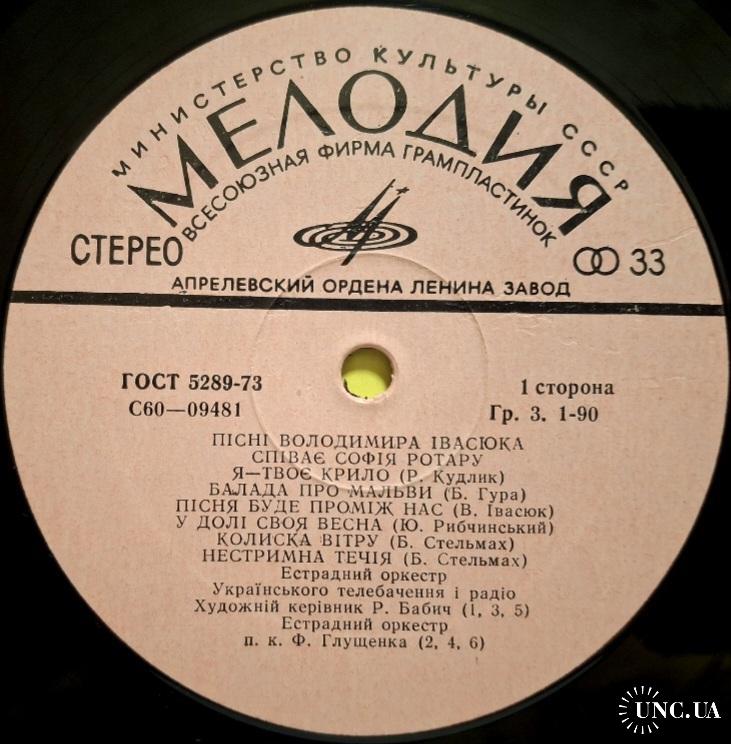 МИНИСТЕРСТВО КУЛЬТУРЫ СССР
МЕЛОДИЯ
ВСЕСОЮЗНАЯ ФИРМА ГРАМПЛАСТИНОК
СТЕРЕО
33
АПРЕЛЕВСКИЙ ОРДЕНА ЛЕНИНА ЗАВОД
ГОСТ 5289-73
1 сторона
С60—09481
Гр. 3. 1-90
ПІСНІ ВОЛОДИМИРА ІВАСЮКА
СПІВАЄ СОФІЯ РОТАРУ
Я—ТВОЄ КРИЛО (Р. Кудлик)
БАЛАДА ПРО МАЛЬВИ (Б. Гура)
ПІСНЯ БУДЕ ПРОМІЖ НАС (В. Івасюк)
У ДОЛІ СВОЯ ВЕСНА (Ю. Рибчинський)
КОЛИСКА ВІТРУ (Б. Стельмах)
НЕСТРИМНА ТЕЧІЯ (Б. Стельмах)
Естрадний оркестр
Українського телебачення і радіо
Художній керівник Р. Бабич (1, 3, 5)
Естрадний оркестр
п. к. Ф. Глущенка (2, 4, 6)
UNC.UA